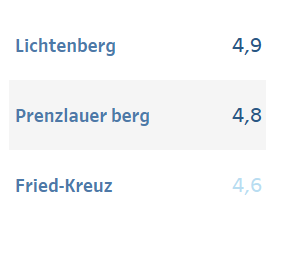 Lichtenberg 4,9
Prenzlauer berg 4,8
Fried-Kreuz 4,6